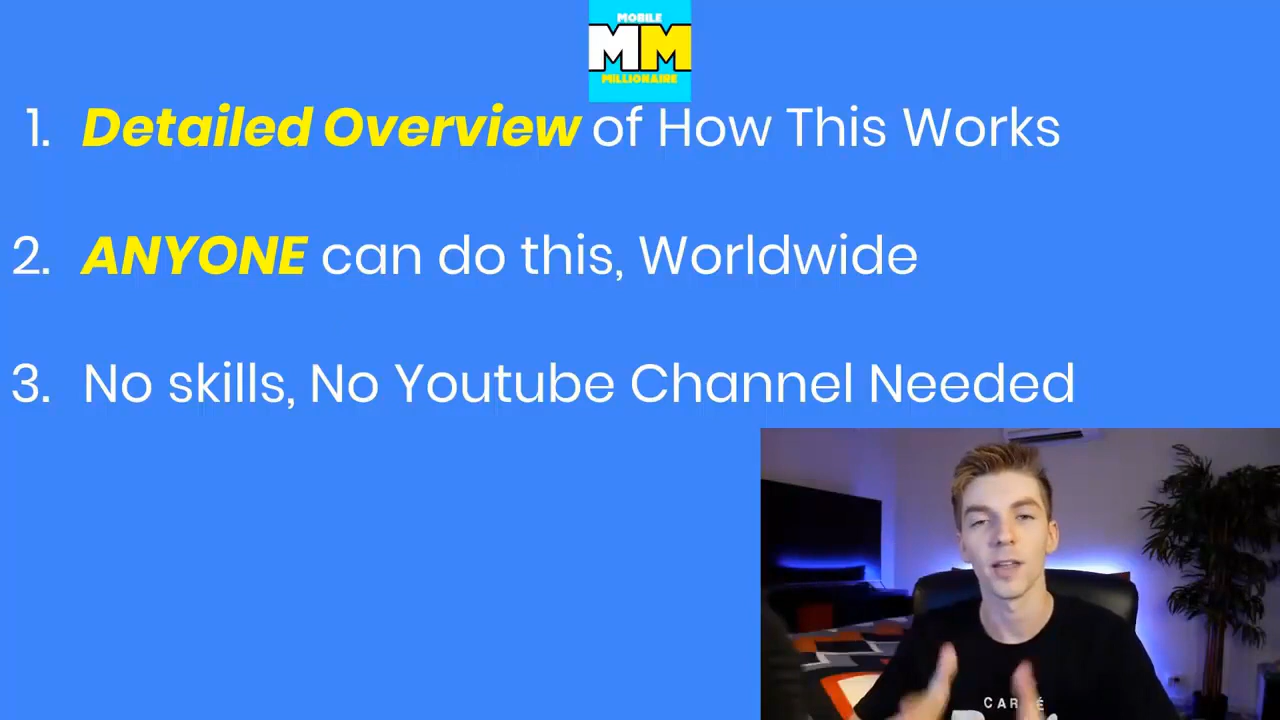 MOBILE
MM
MILLIONAIRE
1. Detailed Overview of How This Works
2. ANYONE can do this, Worldwide
3. No skills, No Youtube Channel Needed